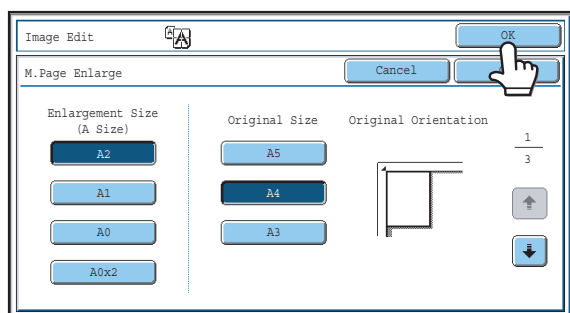 Image Edit
OK
M.Page Enlarge
Cancel
Enlargement Size
(A Size)
Original Size
Original Orientation
A2
A5
1
3
A1
A4
A0
A3
A0x2